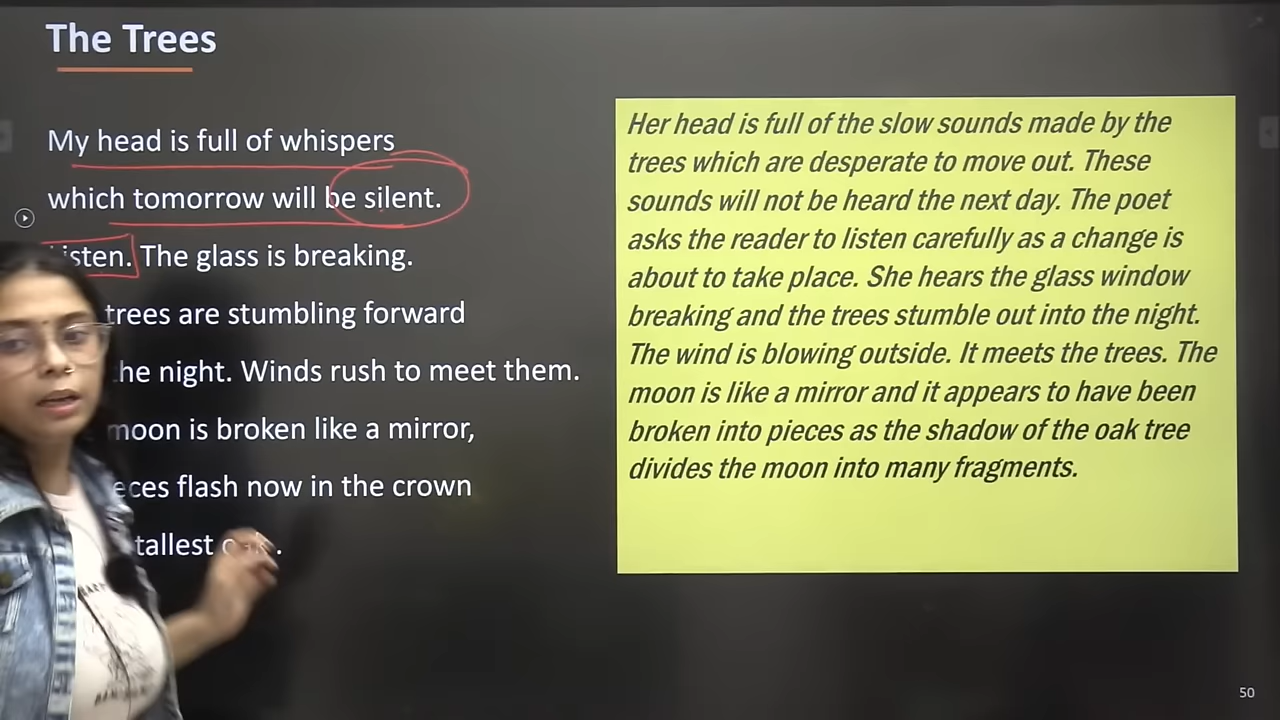 The Trees
My head is full of whispers
which tomorrow will be silent.
Listen. The glass is breaking.
trees are stumbling forward
the night. Winds rush to meet them.
moon is broken like a mirror,
flash now in the crown
tallest
Her head is full of the slow sounds made by the
trees which are desperate to move out. These
sounds will not be heard the next day. The poet
asks the reader to listen carefully as a change is
about to take place. She hears the glass window
breaking and the trees stumble out into the night.
The wind is blowing outside. It meets the trees. The
moon is like a mirror and it appears to have been
broken into pieces as the shadow of the oak tree
divides the moon into many fragments.
50